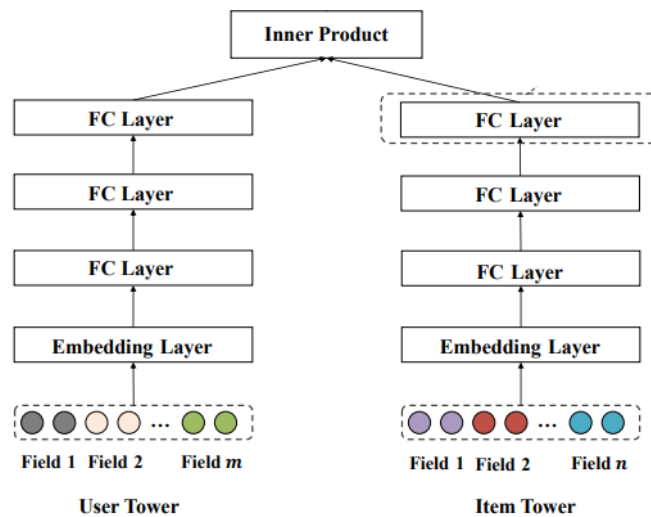 Inner Product
FC Layer
FC Layer
FC Layer
FC Layer
FC Layer
FC Layer
Embedding Layer
Embedding Layer
...
...
Field 1 Field 2 Field m
Field 1 Field 2 Field n
User Tower
Item Tower